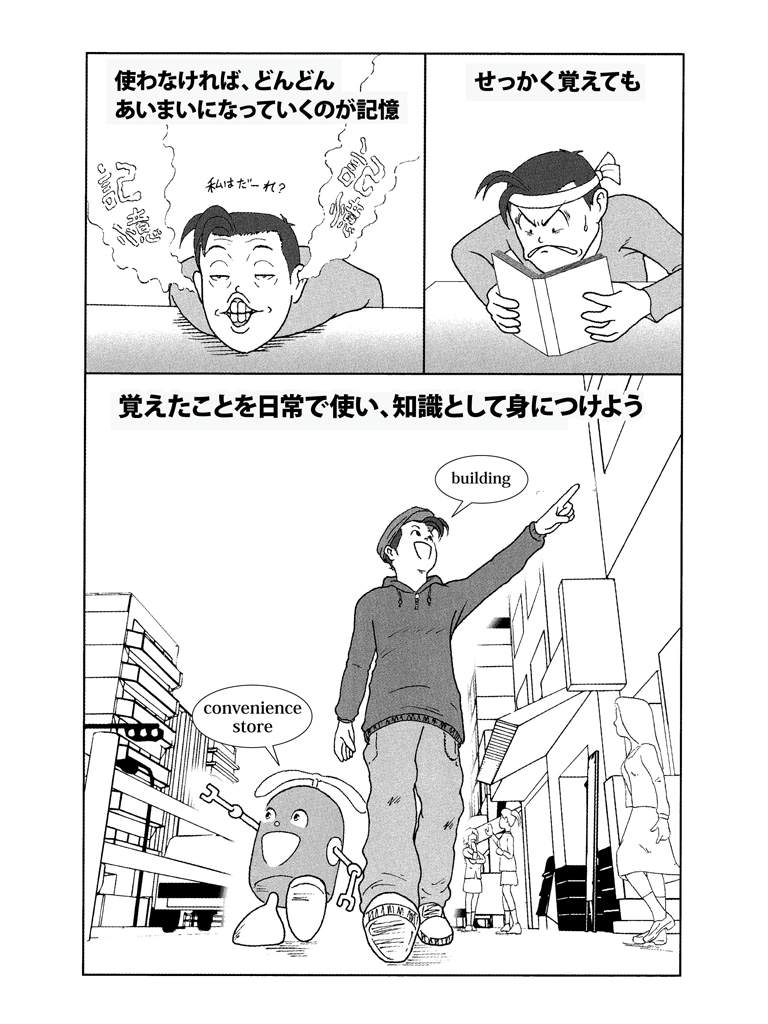 せっかく覚えても
使わなければ、どんどん
あいまいになっていくのが記憶
記憶
私はだーれ？
記憶
覚えたことを日常で使い、知識として身につけよう
building
convenience
store